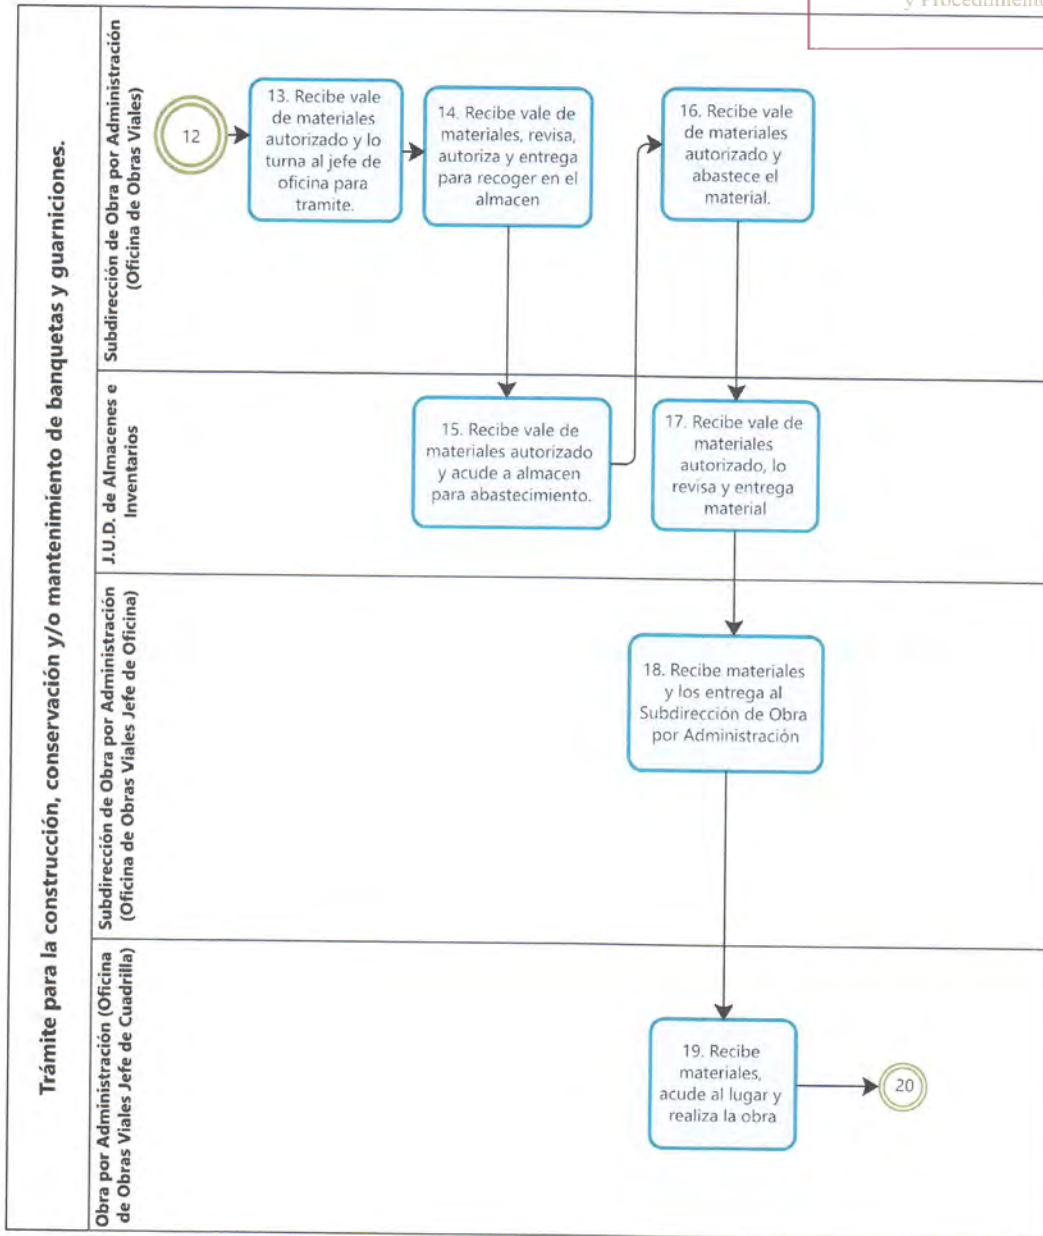 y Procedimiento
Trámite para la construcción, conservación y/o mantenimiento de banquetas y guarniciones.
Subdirección de Obra por Administración
(Oficina de Obras Viales)
12
13. Recibe vale
de materiales
autorizado y lo
turna al jefe de
oficina para
tramite.
14. Recibe vale de
materiales, revisa,
autoriza y entrega
para recoger en el
almacen
16. Recibe vale
de materiales
autorizado y
abastece el
material.
J.U.D. de Almacenes e
Inventarios
15. Recibe vale de
materiales autorizado
y acude a almacen
para abastecimiento.
17. Recibe vale de
materiales
autorizado, lo
revisa y entrega
material
Subdirección de Obra por Administración
(Oficina de Obras Viales Jefe de Oficina)
18. Recibe materiales
y los entrega al
Subdirección de Obra
por Administración
Obra por Administración (Oficina
de Obras Viales Jefe de Cuadrilla)
19. Recibe
materiales,
acude al lugar y
realiza la obra
20